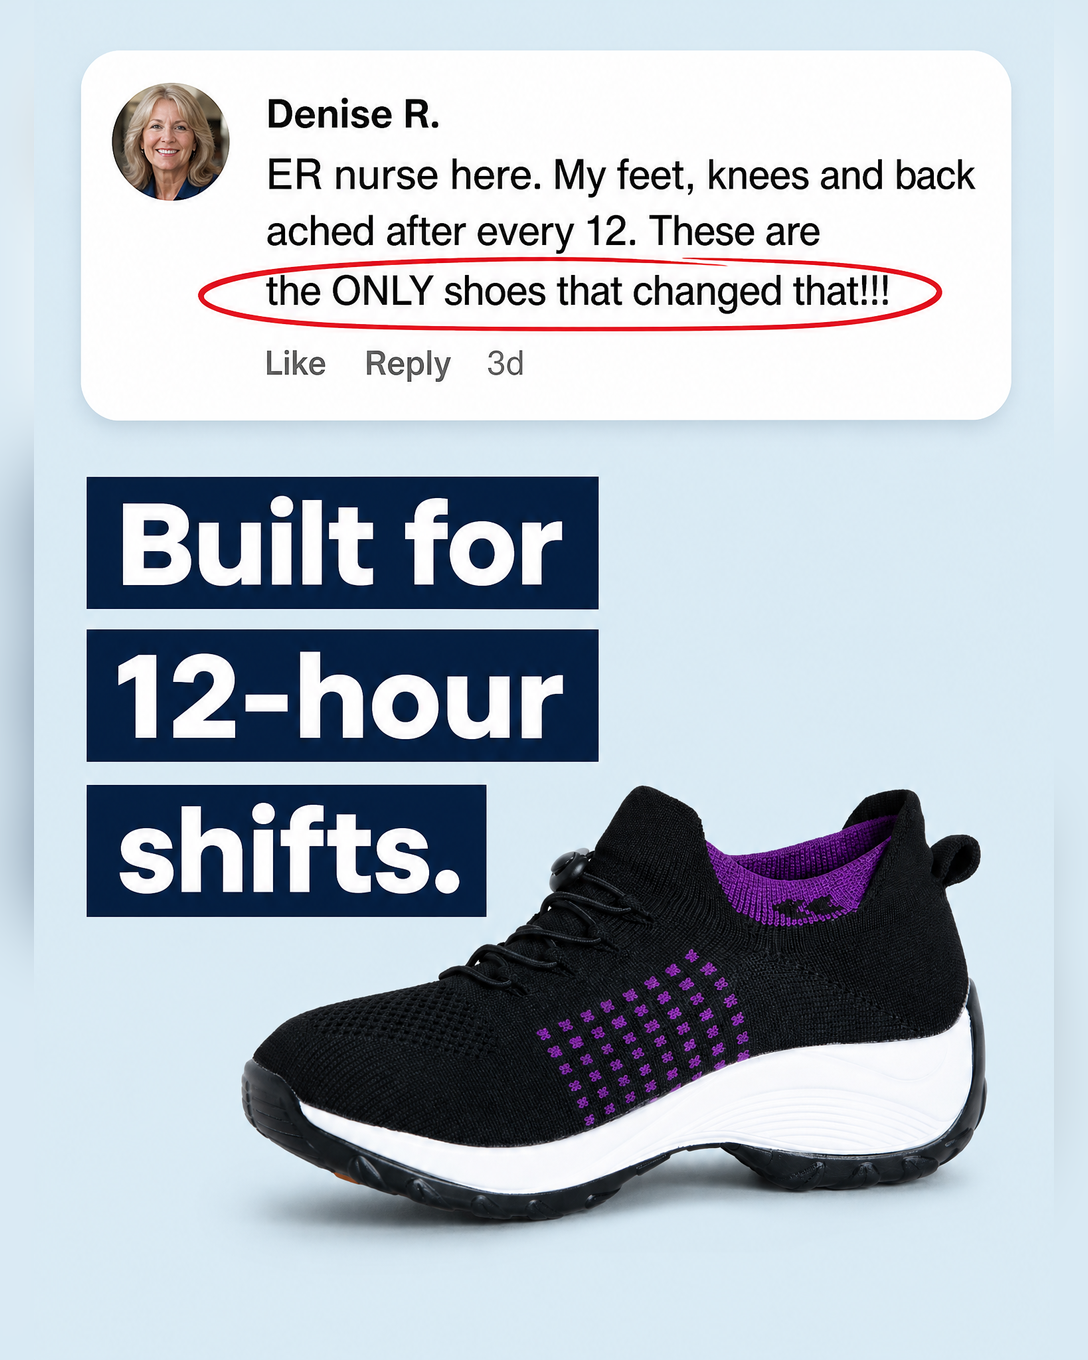 Denise R.
ER nurse here. My feet, knees and back
ached after every 12. These are
the ONLY shoes that changed that!!!
Like Reply 3d
Built for
12-hour
shifts.